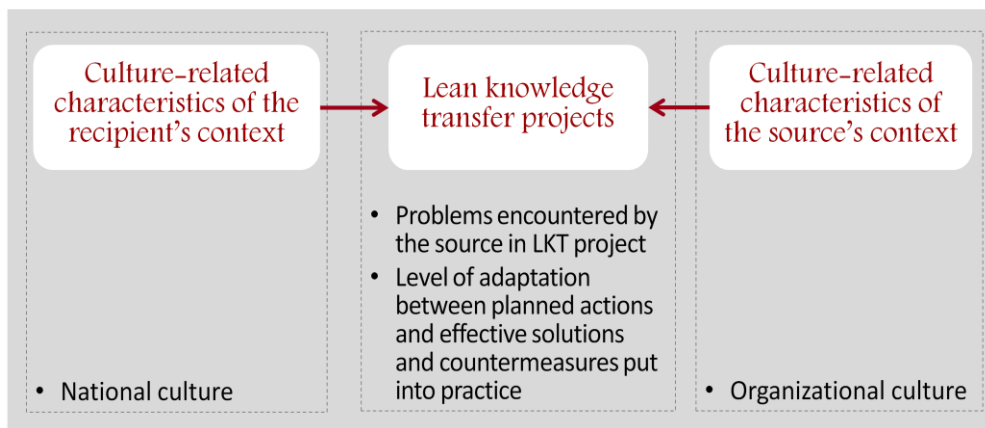 Culture-related
characteristics of the
recipient's context
• National culture
Lean knowledge
transfer projects
• Problems encountered by
the source in LKT project
• Level of adaptation
between planned actions
and effective solutions
and countermeasures put
into practice
Culture-related
characteristics of
the source's context
• Organizational culture